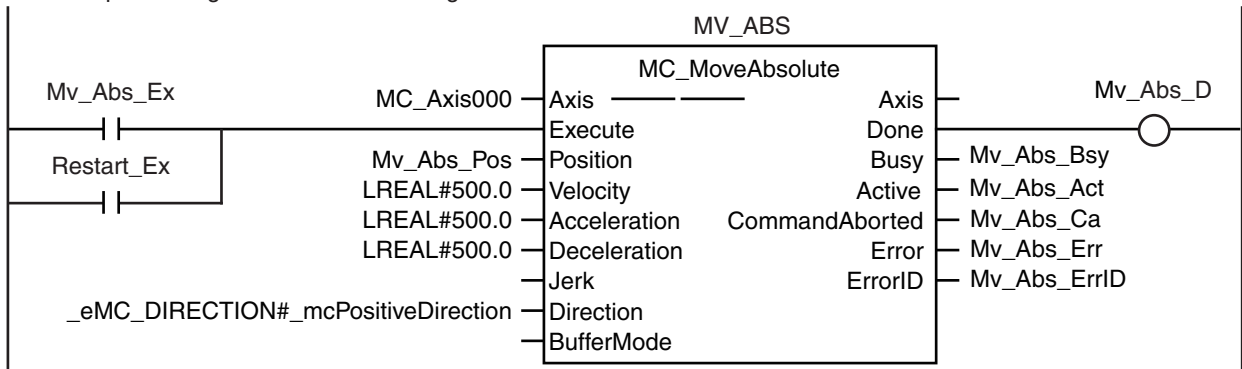 MV_ABS
MC_MoveAbsolute
Mv_Abs_Ex
MC_Axis000 Axis Axis Mv_Abs_D
Execute Done
Restart_Ex
Mv_Abs_Pos Position Busy Mv_Abs_Bsy
LREAL#500.0 Velocity Active Mv_Abs_Act
LREAL#500.0 Acceleration CommandAborted Mv_Abs_Ca
LREAL#500.0 Deceleration Error Mv_Abs_Err
Jerk ErrorID Mv_Abs_ErrID
_eMC_DIRECTION#_mcPositiveDirection Direction
BufferMode